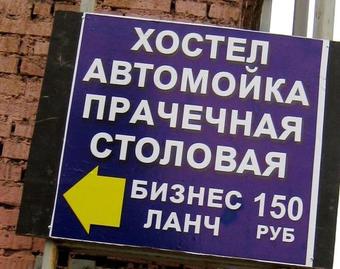 ХОСТЕЛ
АВТОМОЙКА
ПРАЧЕЧНАЯ
СТОЛОВАЯ
БИЗНЕС 150
ЛАНЧ РУБ